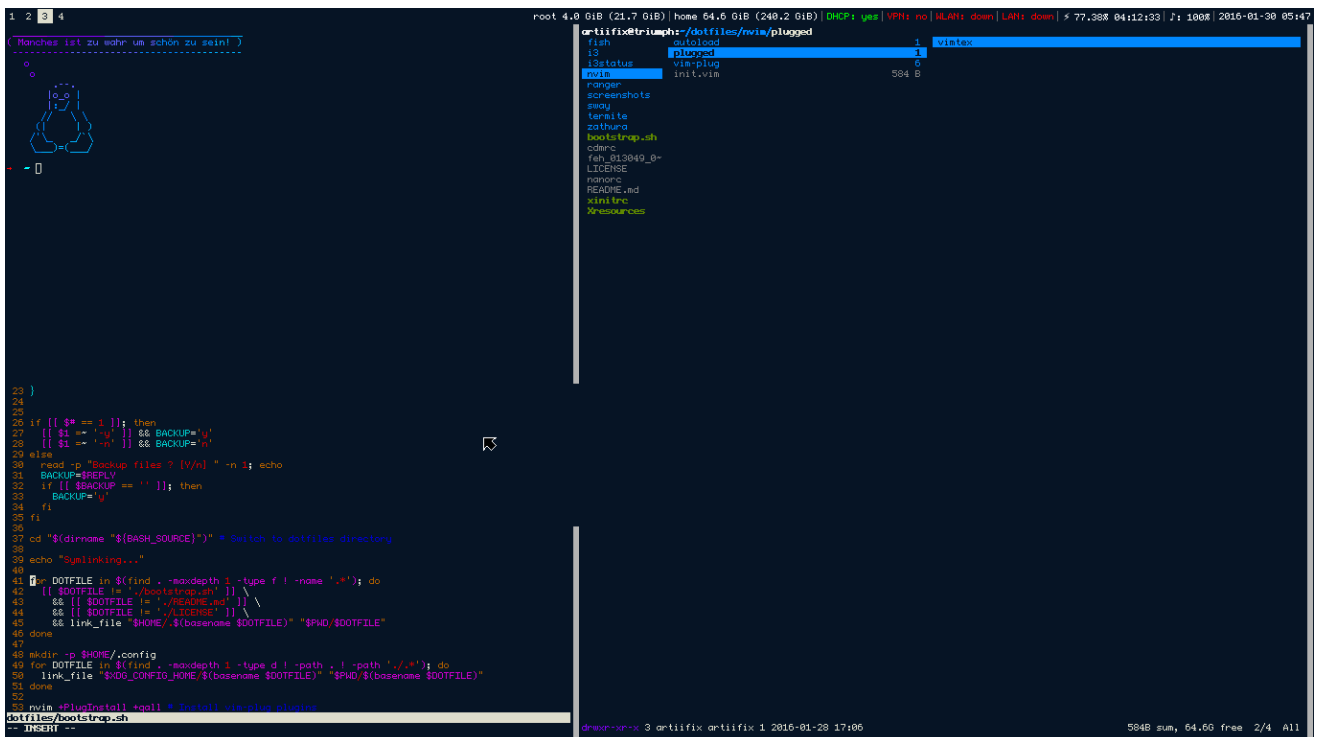 1 2 3 4
root 4.0 GiB (21.7 GiB)|home 64.6 GiB (240.2 GiB)|DHCP: yes|VPN: no|WLAN: down|LAN: down|⚡ 77.38% 04:12:33|♪: 100%|2016-01-30 05:47
( Manches ist zu wahr um schön zu sein! )
artiifix@triumph:~/dotfiles/nvim/plugged
fish
i3
i3status
nvim
ranger
screenshots
sway
termite
zathura
bootstrap.sh
cdmrc
feh_013049_0~
LICENSE
nanorc
README.md
xinitrc
Xresources
autoload 1
plugged 1
vim-plug 6
init.vim 584 B
vimtex
23 }
24
25
26 if [[ $# == 1 ]]; then
27   [[ $1 =~ '-y' ]] && BACKUP='y'
28   [[ $1 =~ '-n' ]] && BACKUP='n'
29 else
30   read -p "Backup files ? [Y/n] " -n 1; echo
31   BACKUP=$REPLY
32   if [[ $BACKUP == '' ]]; then
33     BACKUP='y'
34   fi
35 fi
36
37 cd "$(dirname "${BASH_SOURCE}")" #
38
39 echo "Symlinking..."
40
41 for DOTFILE in $(find . -maxdepth 1 -type f ! -name '.*'); do
42   [[ $DOTFILE != './bootstrap.sh' ]] \
43     && [[ $DOTFILE != './README.md' ]] \
44     && [[ $DOTFILE != './LICENSE' ]] \
45     && link_file "$HOME/.$(basename $DOTFILE)" "$PWD/$DOTFILE"
46 done
47
48 mkdir -p $HOME/.config
49 for DOTFILE in $(find . -maxdepth 1 -type d ! -path . ! -path './.*'); do
50   link_file "$XDG_CONFIG_HOME/$(basename $DOTFILE)" "$PWD/$(basename $DOTFILE)"
51 done
52
53 nvim +PlugInstall +qall #
dotfiles/bootstrap.sh
-- INSERT --
drwxr-xr-x 3 artiifix artiifix 1 2016-01-28 17:06
584B sum, 64.6G free 2/4 All